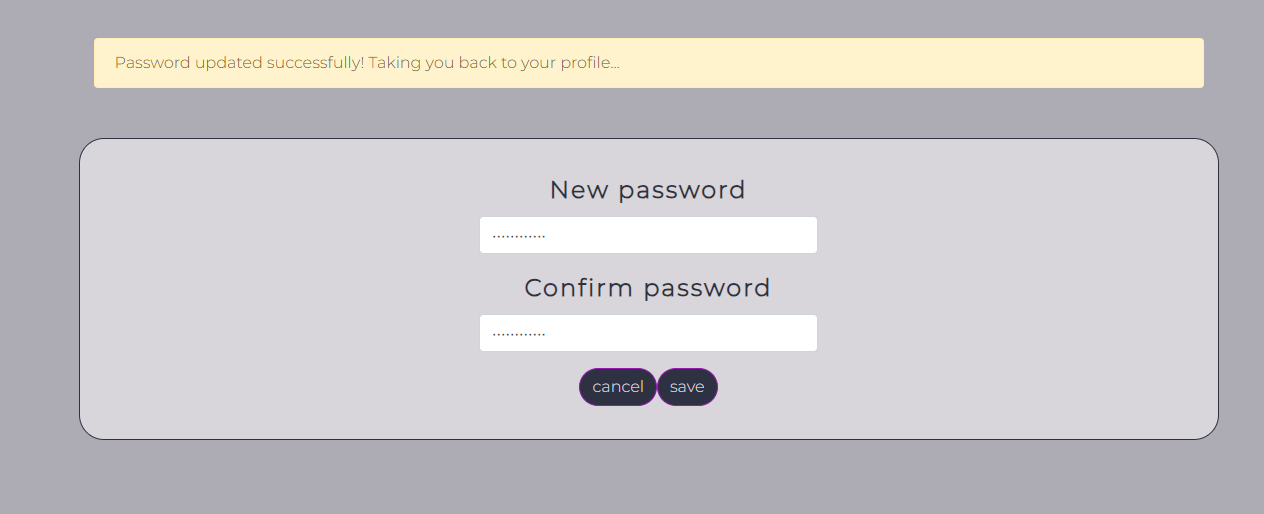 Password updated successfully! Taking you back to your profile...
New password
............
Confirm password
............
cancel save